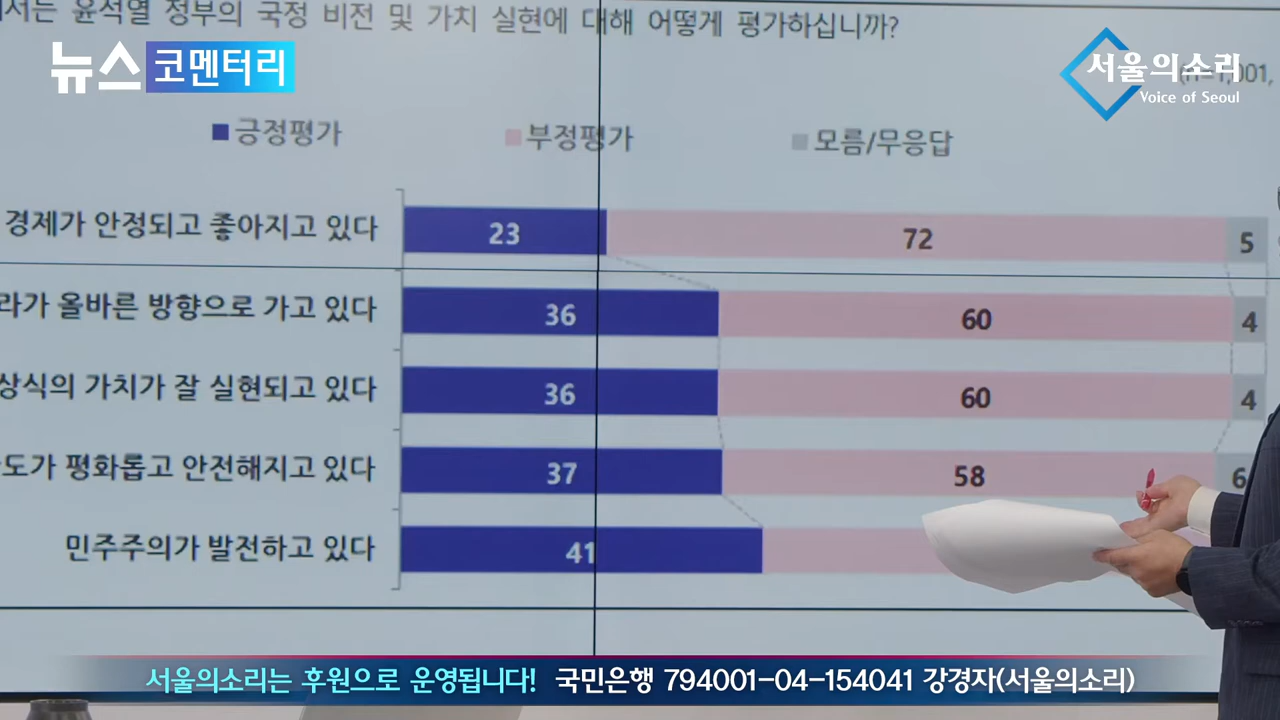 서는 윤석열 정부의 국정 비전 및 가치 실현에 대해 어떻게 평가하십니까?
뉴스 코멘터리
서울의소리
Voice of Seoul
긍정평가 부정평가 모름/무응답
경제가 안정되고 좋아지고 있다 23 72 5
라가 올바른 방향으로 가고 있다 36 60 4
상식의 가치가 잘 실현되고 있다 36 60 4
도가 평화롭고 안전해지고 있다 37 58 6
민주주의가 발전하고 있다 41
서울의소리는 후원으로 운영됩니다! 국민은행 794001-04-154041 강경자(서울의소리)